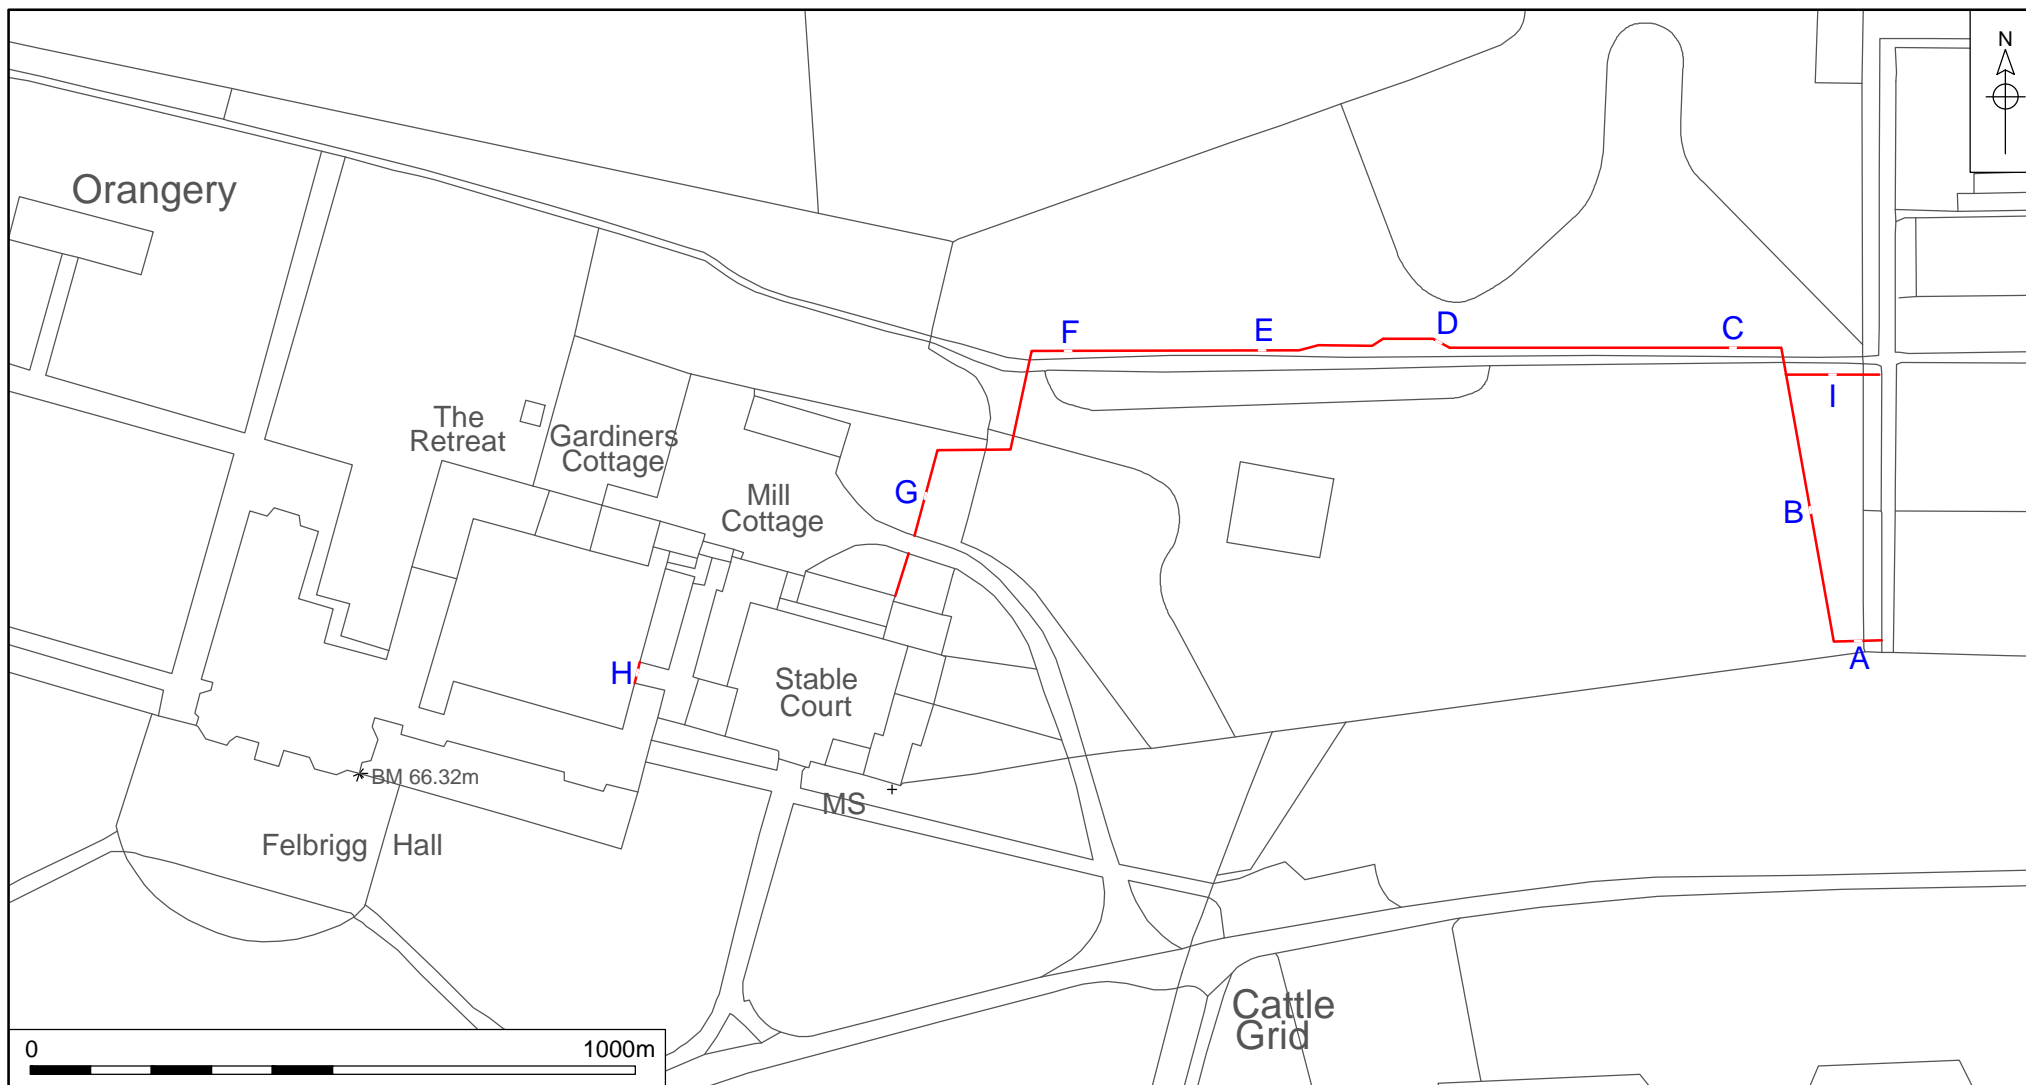 N
Orangery
F
E
D
C
I
The
Retreat
Gardiners
Cottage
Mill
Cottage
G
B
A
H
Stable
Court
BM 66.32m
MS
Felbrigg Hall
Cattle
Grid
0 1000m